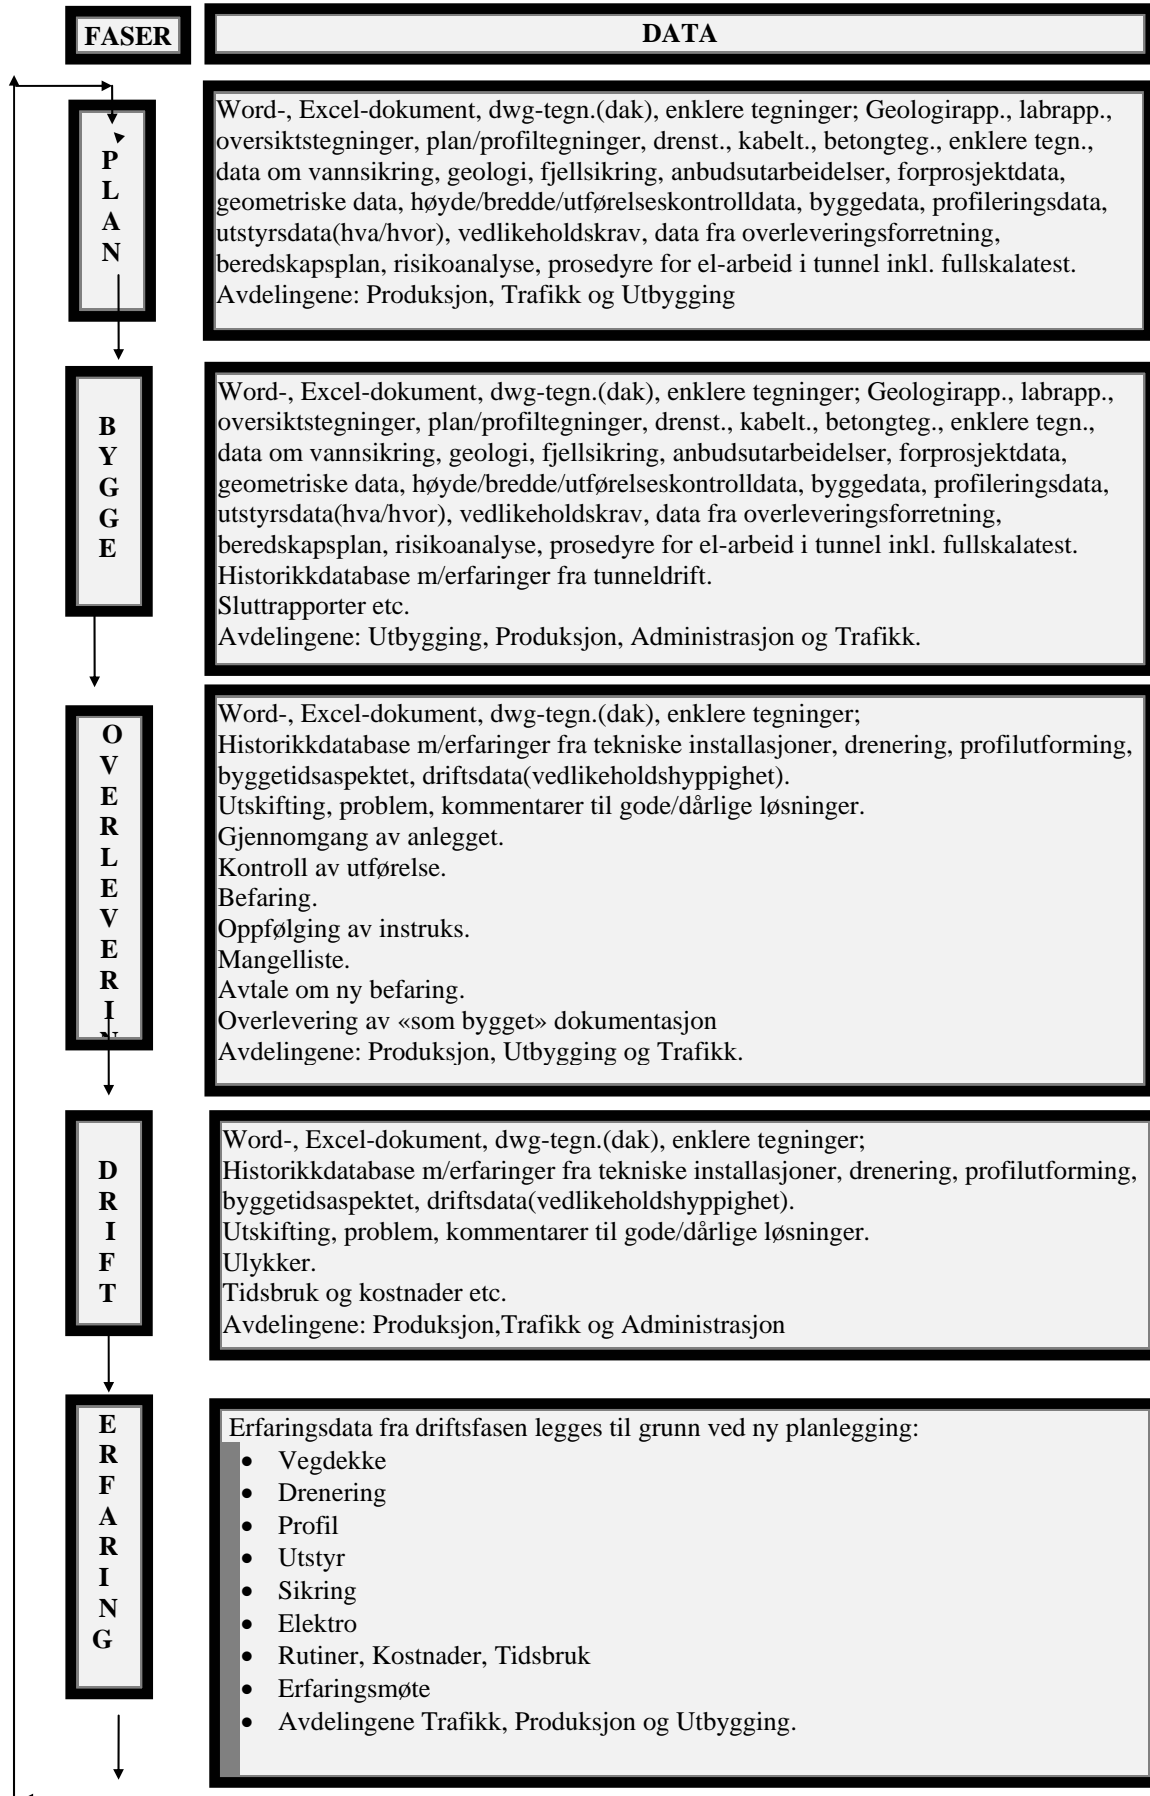 FASER
DATA
PLAN
Word-, Excel-dokument, dwg-tegn.(dak), enklere tegninger; Geologirapp., labrapp.,
oversiktstegninger, plan/profiltegninger, drenst., kabelt., betongteg., enklere tegn.,
data om vannsikring, geologi, fjellsikring, anbudsutarbeidelser, forprosjektdata,
geometriske data, høyde/bredde/utførelseskontrolldata, byggedata, profileringsdata,
utstyrsdata(hva/hvor), vedlikeholdskrav, data fra overleveringsforretning,
beredskapsplan, risikoanalyse, prosedyre for el-arbeid i tunnel inkl. fullskalatest.
Avdelingene: Produksjon, Trafikk og Utbygging
BYGGE
Word-, Excel-dokument, dwg-tegn.(dak), enklere tegninger; Geologirapp., labrapp.,
oversiktstegninger, plan/profiltegninger, drenst., kabelt., betongteg., enklere tegn.,
data om vannsikring, geologi, fjellsikring, anbudsutarbeidelser, forprosjektdata,
geometriske data, høyde/bredde/utførelseskontrolldata, byggedata, profileringsdata,
utstyrsdata(hva/hvor), vedlikeholdskrav, data fra overleveringsforretning,
beredskapsplan, risikoanalyse, prosedyre for el-arbeid i tunnel inkl. fullskalatest.
Historikkdatabase m/erfaringer fra tunneldrift.
Sluttrapporter etc.
Avdelingene: Utbygging, Produksjon, Administrasjon og Trafikk.
OVERLEVERIN
Word-, Excel-dokument, dwg-tegn.(dak), enklere tegninger;
Historikkdatabase m/erfaringer fra tekniske installasjoner, drenering, profilutforming,
byggetidsaspektet, driftsdata(vedlikeholdshyppighet).
Utskifting, problem, kommentarer til gode/dårlige løsninger.
Gjennomgang av anlegget.
Kontroll av utførelse.
Befaring.
Oppfølging av instruks.
Mangelliste.
Avtale om ny befaring.
Overlevering av «som bygget» dokumentasjon
Avdelingene: Produksjon, Utbygging og Trafikk.
DRIFT
Word-, Excel-dokument, dwg-tegn.(dak), enklere tegninger;
Historikkdatabase m/erfaringer fra tekniske installasjoner, drenering, profilutforming,
byggetidsaspektet, driftsdata(vedlikeholdshyppighet).
Utskifting, problem, kommentarer til gode/dårlige løsninger.
Ulykker.
Tidsbruk og kostnader etc.
Avdelingene: Produksjon,Trafikk og Administrasjon
ERFARING
Erfaringsdata fra driftsfasen legges til grunn ved ny planlegging:
• Vegdekke
• Drenering
• Profil
• Utstyr
• Sikring
• Elektro
• Rutiner, Kostnader, Tidsbruk
• Erfaringsmøte
• Avdelingene Trafikk, Produksjon og Utbygging.